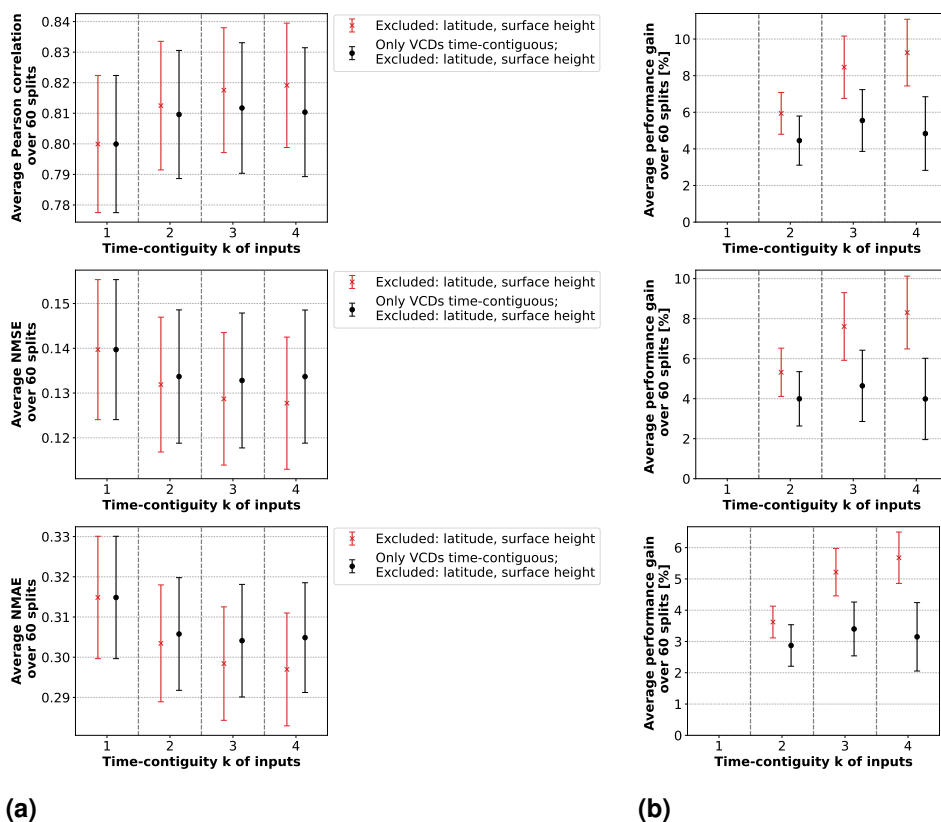 0.84
0.83
0.82
0.81
0.80
0.79
0.78
Average Pearson correlation
over 60 splits
1 2 3 4
Time-contiguity k of inputs
Excluded: latitude, surface height
Only VCDs time-contiguous;
Excluded: latitude, surface height
10
8
6
4
2
0
Average performance gain
over 60 splits [%]
1 2 3 4
Time-contiguity k of inputs
0.15
0.14
0.13
0.12
Average NMSE
over 60 splits
1 2 3 4
Time-contiguity k of inputs
Excluded: latitude, surface height
Only VCDs time-contiguous;
Excluded: latitude, surface height
10
8
6
4
2
0
Average performance gain
over 60 splits [%]
1 2 3 4
Time-contiguity k of inputs
0.33
0.32
0.31
0.30
0.29
Average NMAE
over 60 splits
1 2 3 4
Time-contiguity k of inputs
Excluded: latitude, surface height
Only VCDs time-contiguous;
Excluded: latitude, surface height
6
5
4
3
2
1
0
Average performance gain
over 60 splits [%]
1 2 3 4
Time-contiguity k of inputs
(a)
(b)